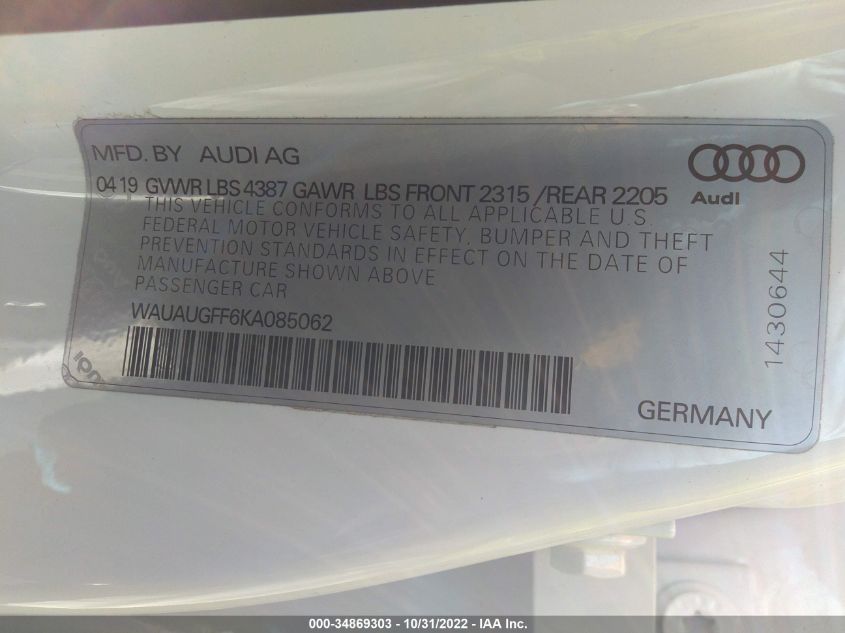 MFD. BY AUDI AG
04 19 GVWR LBS 4387 GAWR LBS FRONT 2315 / REAR 2205
Audi
THIS VEHICLE CONFORMS TO ALL APPLICABLE U.S.
FEDERAL MOTOR VEHICLE SAFETY, BUMPER AND THEFT
PREVENTION STANDARDS IN EFFECT ON THE DATE OF
MANUFACTURE SHOWN ABOVE
PASSENGER CAR
WAUAUGFF6KA085062
1430644
GERMANY
000-34869303 - 10/31/2022 - IAA Inc.